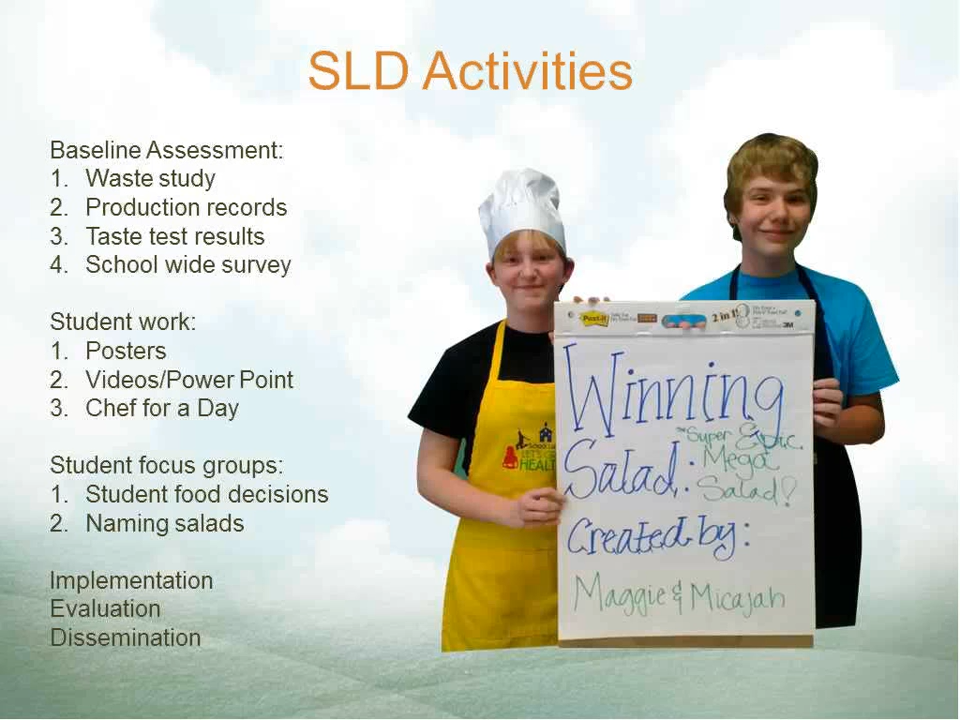 SLD Activities
Baseline Assessment:
1. Waste study
2. Production records
3. Taste test results
4. School wide survey
Student work:
1. Posters
2. Videos/Power Point
3. Chef for a Day
Student focus groups:
1. Student food decisions
2. Naming salads
Implementation
Evaluation
Dissemination
Post-it
2 in 1!
3M
Winning
Salad:
"Super Epic
Mega
Salad!
Created by:
Maggie & Micajah
School
LET'S
HEALT